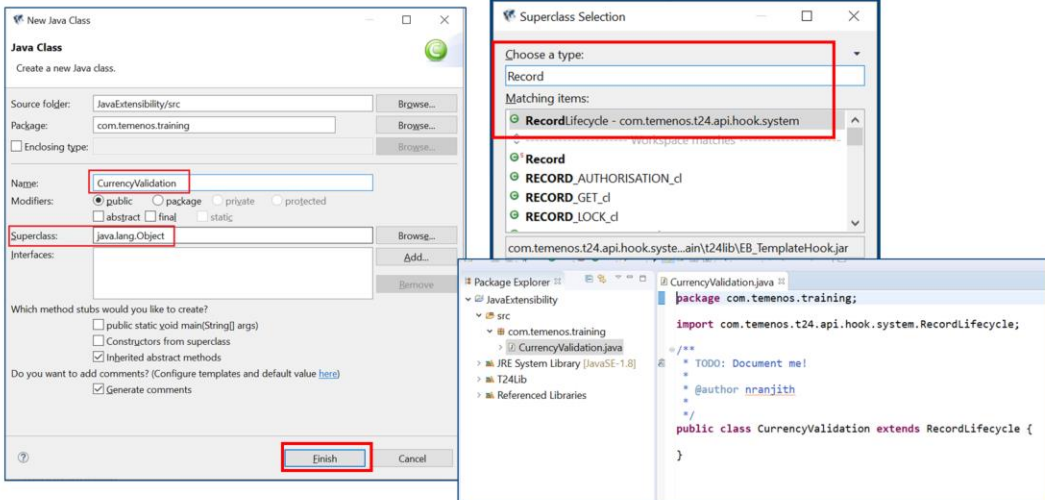 New Java Class
Java Class
Create a new Java class.
Source folder: JavaExtensibility/src Browse...
Package: com.temenos.training Browse...
Enclosing type: Browse...
Name: CurrencyValidation
Modifiers: public package private protected
abstract final static
Superclass: java.lang.Object Browse...
Interfaces: Add...
Remove
Which method stubs would you like to create?
public static void main(String[] args)
Constructors from superclass
Inherited abstract methods
Do you want to add comments? (Configure templates and default value here)
Generate comments
Finish Cancel
Superclass Selection
Choose a type:
Record
Matching items:
RecordLifecycle - com.temenos.t24.api.hook.system
Workspace matches
Record
RECORD_AUTHORISATION_cl
RECORD_GET_cl
RECORD_LOCK_cl
com.temenos.t24.api.hook.syste...ain\t24lib\EB_TemplateHook.jar
Package Explorer
JavaExtensibility
src
com.temenos.training
CurrencyValidation.java
JRE System Library [JavaSE-1.8]
T24Lib
Referenced Libraries
CurrencyValidation.java
package com.temenos.training;
import com.temenos.t24.api.hook.system.RecordLifecycle;
/**
* TODO: Document me!
*
* @author nranjith
*
*/
public class CurrencyValidation extends RecordLifecycle {
}